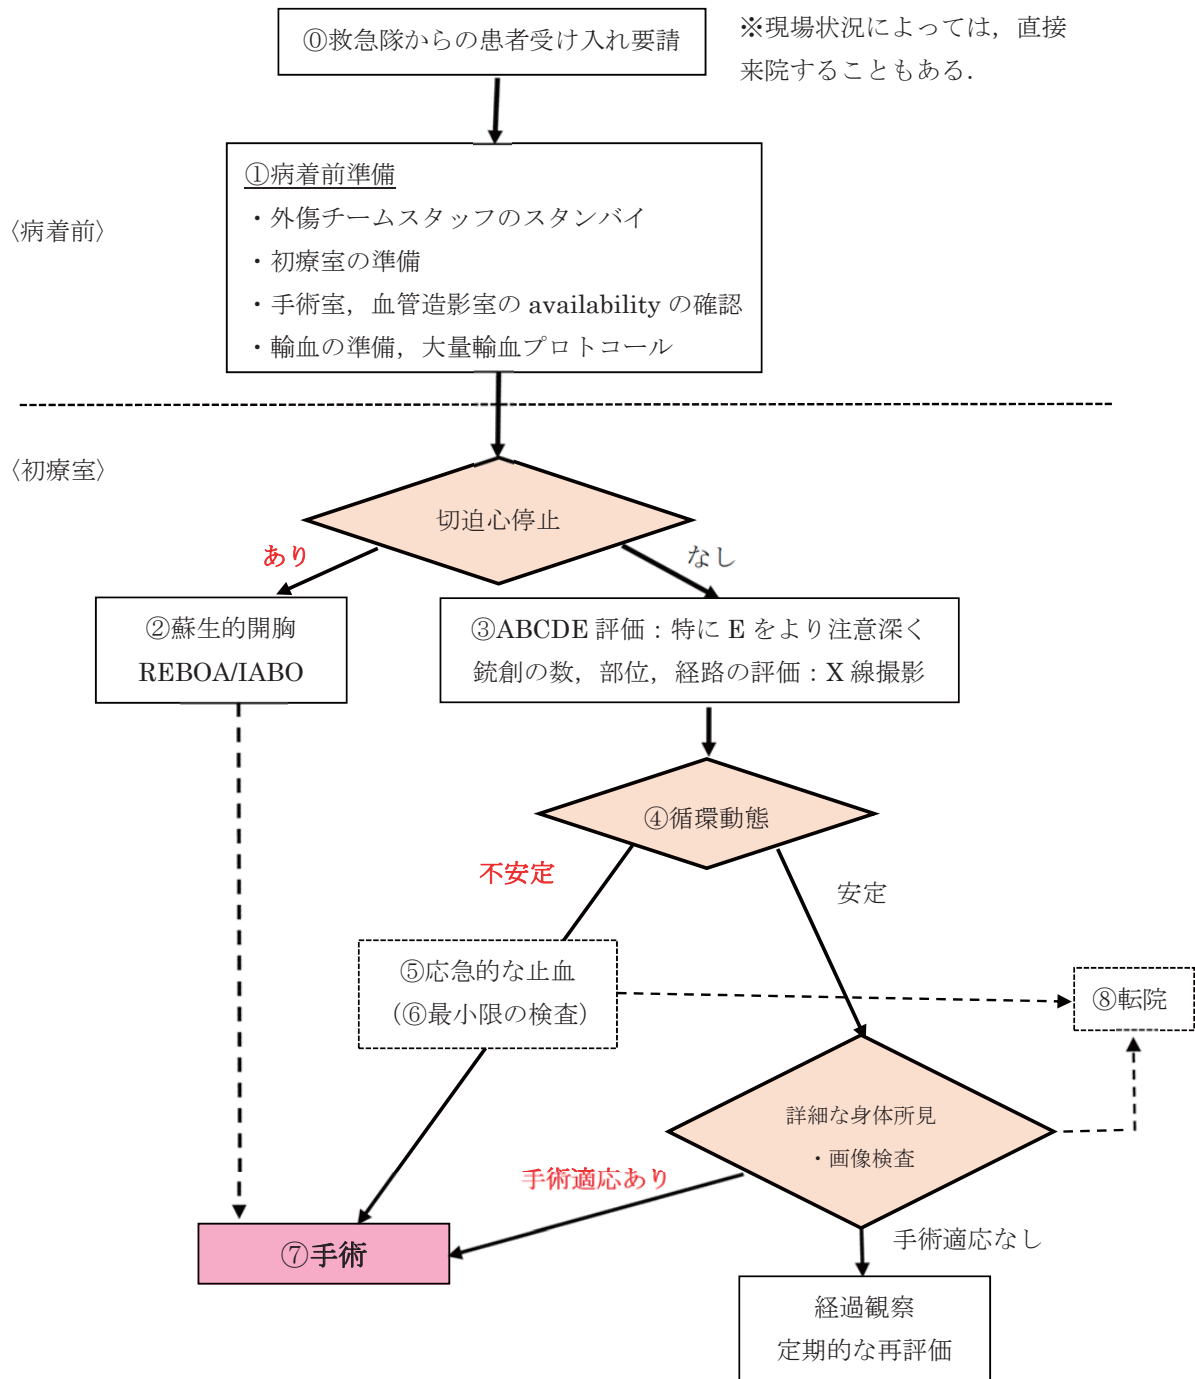 ⓪救急隊からの患者受け入れ要請
※現場状況によっては，直接
来院することもある．
〈病着前〉
①病着前準備
・外傷チームスタッフのスタンバイ
・初療室の準備
・手術室，血管造影室の availability の確認
・輸血の準備，大量輸血プロトコール
〈初療室〉
切迫心停止
あり
なし
②蘇生的開胸
REBOA/IABO
③ABCDE 評価：特に E をより注意深く
銃創の数，部位，経路の評価：X 線撮影
④循環動態
不安定
安定
⑤応急的な止血
（⑥最小限の検査）
⑧転院
詳細な身体所見
・画像検査
手術適応あり
⑦手術
手術適応なし
経過観察
定期的な再評価